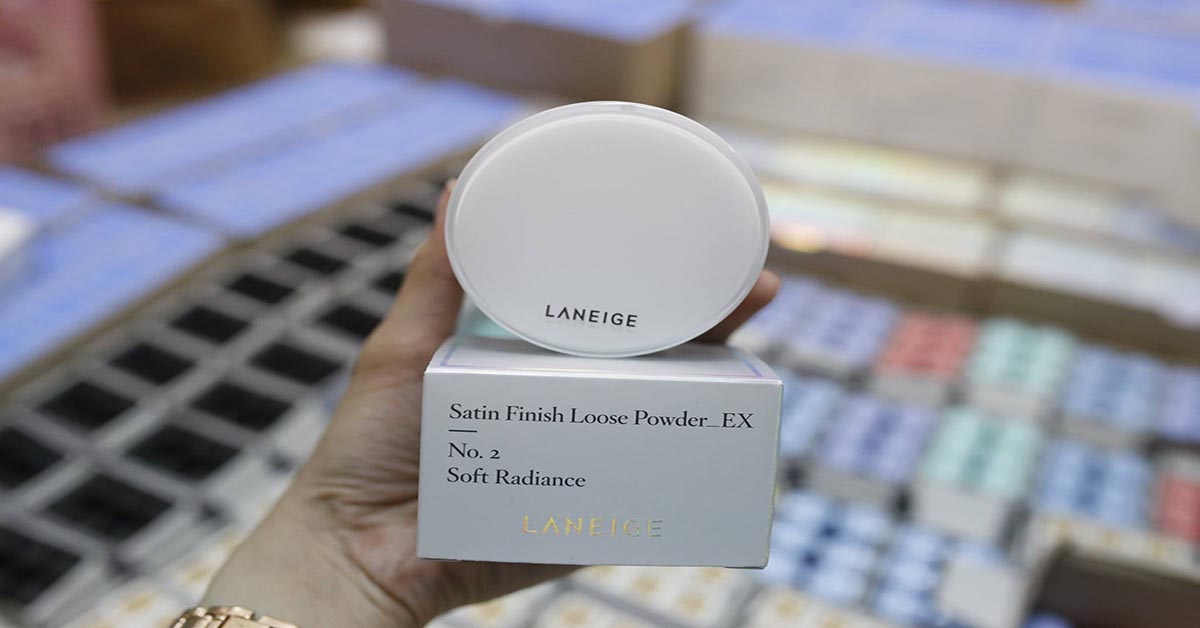 LANEIGE
Satin Finish Loose Powder_EX
No. 2
Soft Radiance
LANEIGE